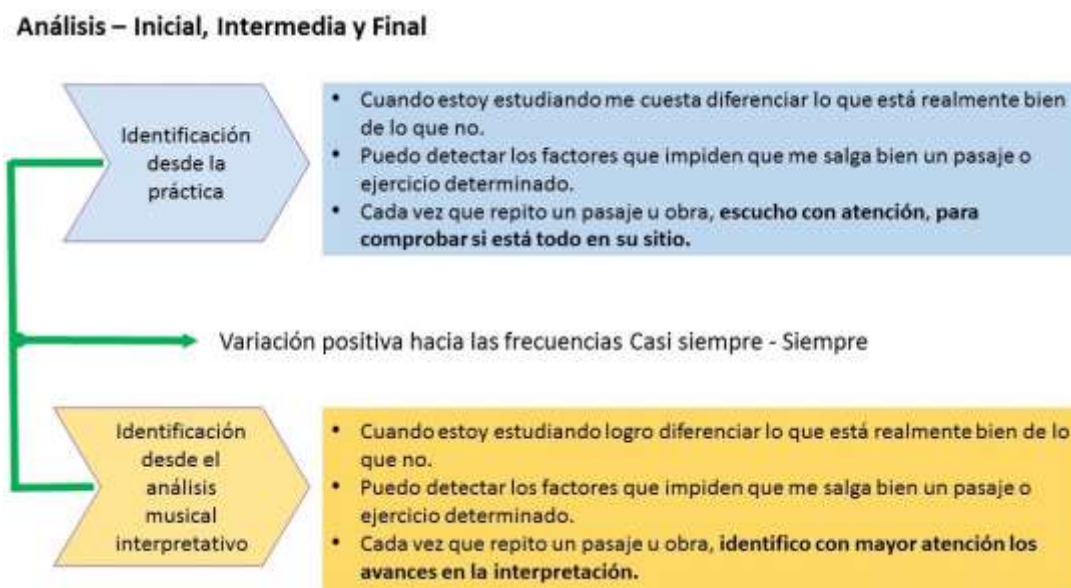 Análisis – Inicial, Intermedia y Final
Identificación
desde la
práctica
• Cuando estoy estudiando me cuesta diferenciar lo que está realmente bien
de lo que no.
• Puedo detectar los factores que impiden que me salga bien un pasaje o
ejercicio determinado.
• Cada vez que repito un pasaje u obra, escucho con atención, para
comprobar si está todo en su sitio.
Variación positiva hacia las frecuencias Casi siempre - Siempre
Identificación
desde el
análisis
musical
interpretativo
• Cuando estoy estudiando logro diferenciar lo que está realmente bien de lo
que no.
• Puedo detectar los factores que impiden que me salga bien un pasaje o
ejercicio determinado.
• Cada vez que repito un pasaje u obra, identifico con mayor atención los
avances en la interpretación.